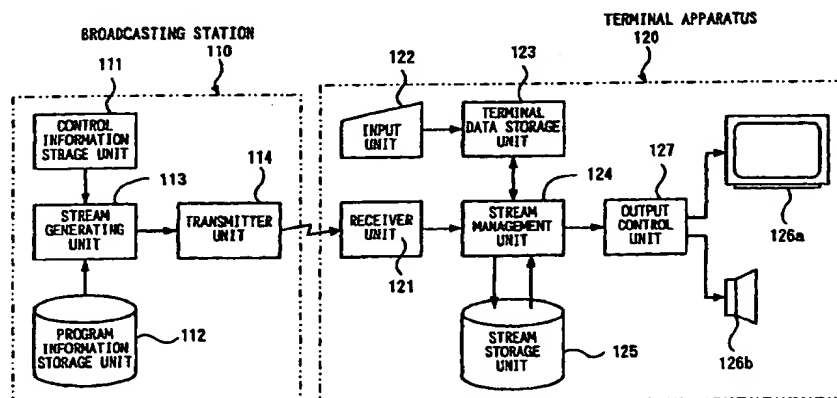 BROADCASTING STATION
110
TERMINAL APPARATUS
120
111
CONTROL
INFORMATION
STRAGE UNIT
113
STREAM
GENERATING
UNIT
114
TRANSMITTER
UNIT
PROGRAM
INFORMATION
STORAGE UNIT
112
122
INPUT
UNIT
123
TERMINAL
DATA STORAGE
UNIT
RECEIVER
UNIT
121
124
STREAM
MANAGEMENT
UNIT
STREAM
STORAGE
UNIT
125
127
OUTPUT
CONTROL
UNIT
126a
126b